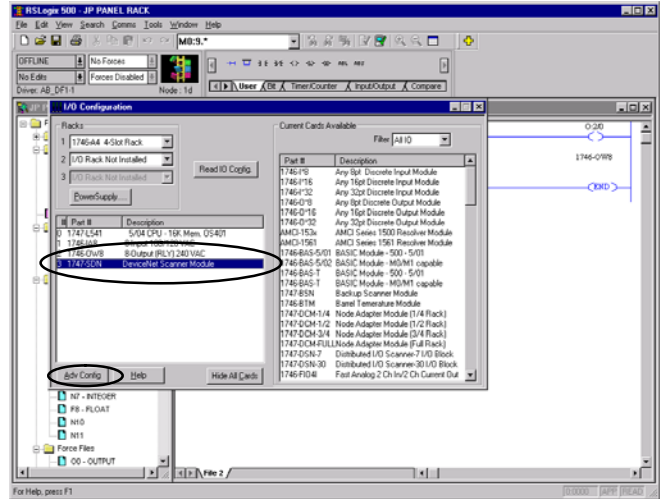 RSLogix 500 - JP PANEL RACK
File Edit View Search Comms Tools Window Help
M0:9.*
OFFLINE No Forces
No Edits Forces Disabled
Driver: AB_DF1-1 Node : 1d
User Bit Timer/Counter Input/Output Compare
I/O Configuration
Racks
1 1746-A4 4-Slot Rack
2 I/O Rack Not Installed
3 I/O Rack Not Installed
Read IO Config.
PowerSupply...
# Part # Description
0 1747-L541 5/04 CPU - 16K Mem. OS401
1 1746-IA8 8-Input 100/120 VAC
2 1746-OW8 8-Output (RLY) 240 VAC
3 1747-SDN DeviceNet Scanner Module
Adv Config Help Hide All Cards
Current Cards Available
Filter All IO
Part # Description
1746-I*8 Any 8pt Discrete Input Module
1746-I*16 Any 16pt Discrete Input Module
1746-I*32 Any 32pt Discrete Input Module
1746-O*8 Any 8pt Discrete Output Module
1746-O*16 Any 16pt Discrete Output Module
1746-O*32 Any 32pt Discrete Output Module
AMCI-153x AMCI Series 1500 Resolver Module
AMCI-1561 AMCI Series 1561 Resolver Module
1746-BAS-5/01 BASIC Module - 500 - 5/01
1746-BAS-5/02 BASIC Module - M0/M1 capable
1746-BAS-T BASIC Module - 500 - 5/01
1746-BAS-T BASIC Module - M0/M1 capable
1747-BSN Backup Scanner Module
1746-BTM Barrel Temerature Module
1747-DCM-1/4 Node Adapter Module (1/4 Rack)
1747-DCM-1/2 Node Adapter Module (1/2 Rack)
1747-DCM-3/4 Node Adapter Module (3/4 Rack)
1747-DCM-FULL Node Adapter Module (Full Rack)
1747-DSN-7 Distributed I/O Scanner-7 I/O Block
1747-DSN-30 Distributed I/O Scanner-30 I/O Block
1746-FIO4I Fast Analog 2 Ch In/2 Ch Current Out
O:2/0
1746-OW8
END
N7 - INTEGER
F8 - FLOAT
N10
N11
Force Files
O0 - OUTPUT
File 2
For Help, press F1
0:0000 APP READ